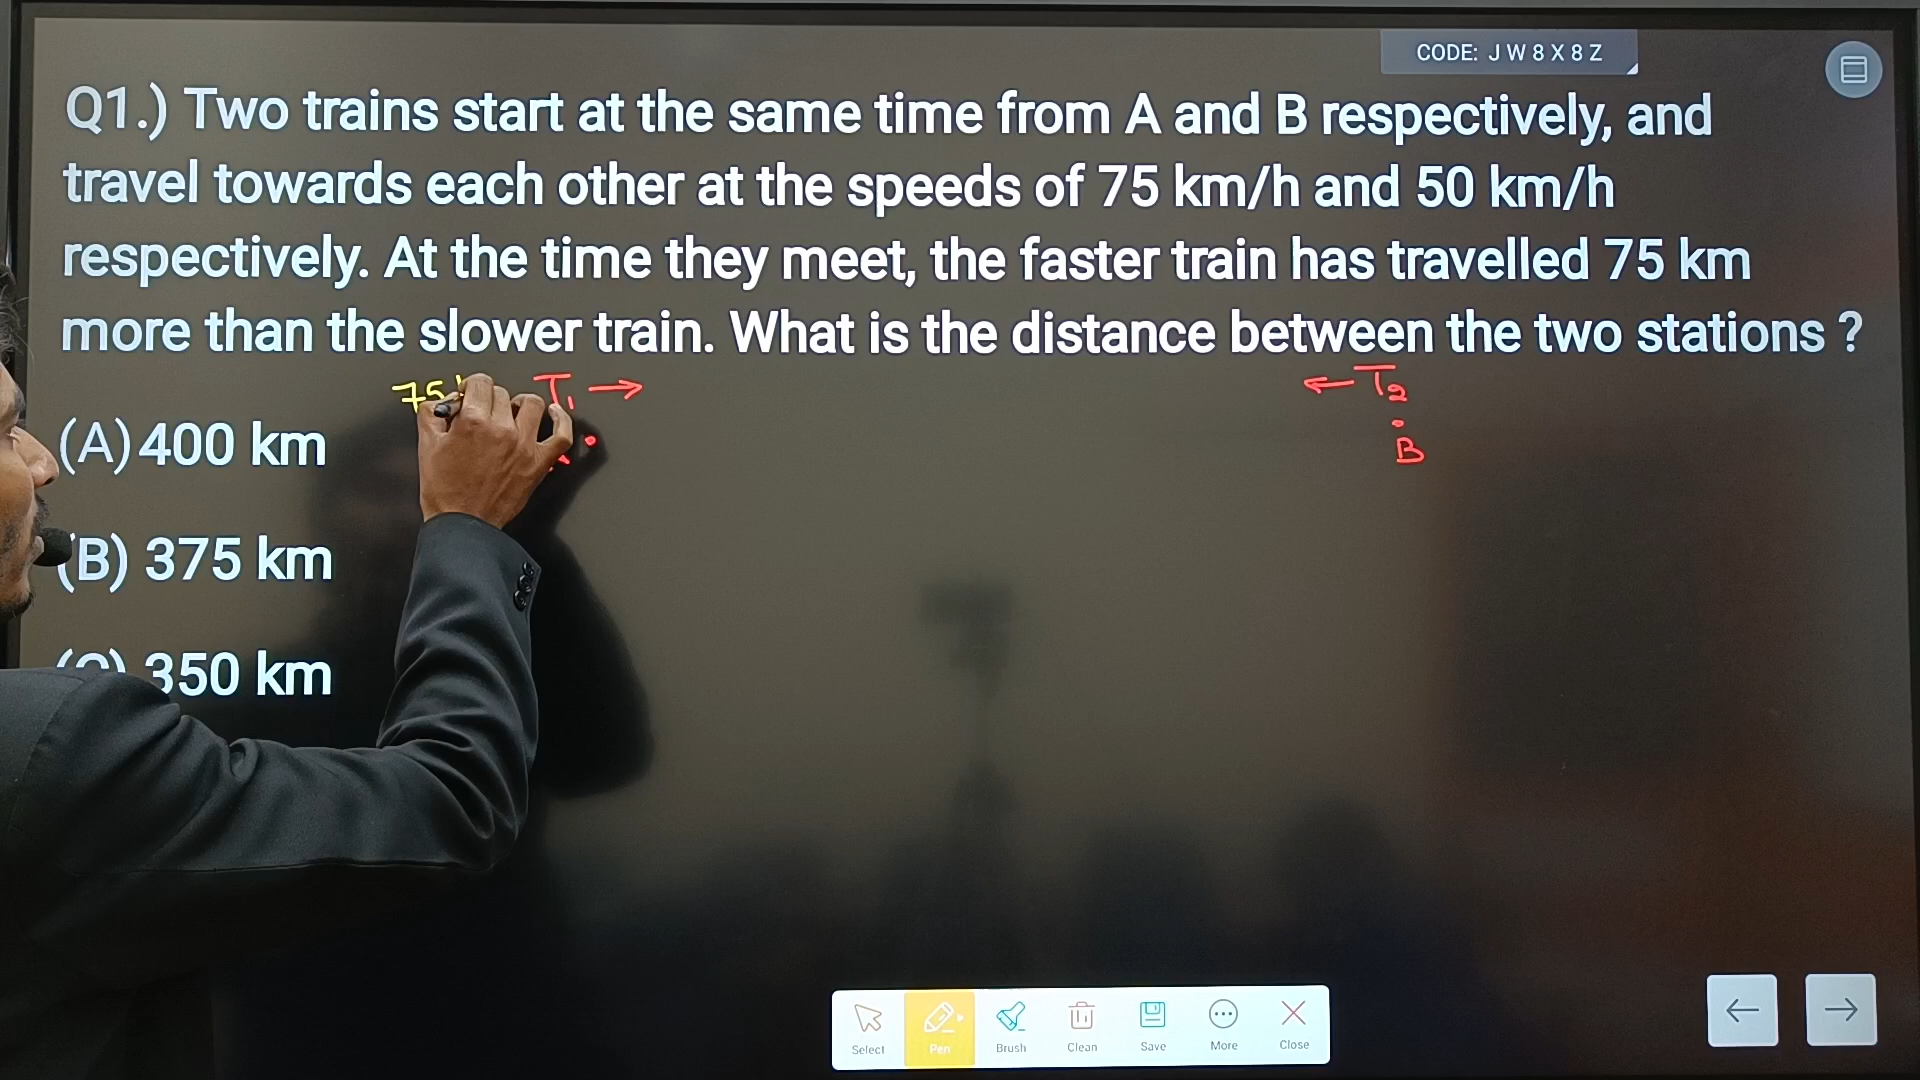 CODE: JW8X8Z
Q1.) Two trains start at the same time from A and B respectively, and
travel towards each other at the speeds of 75 km/h and 50 km/h
respectively. At the time they meet, the faster train has travelled 75 km
more than the slower train. What is the distance between the two stations ?
75 T₁ → ← T₂
B
(A) 400 km
(B) 375 km
350 km
Select Pen Brush Clean Save More Close